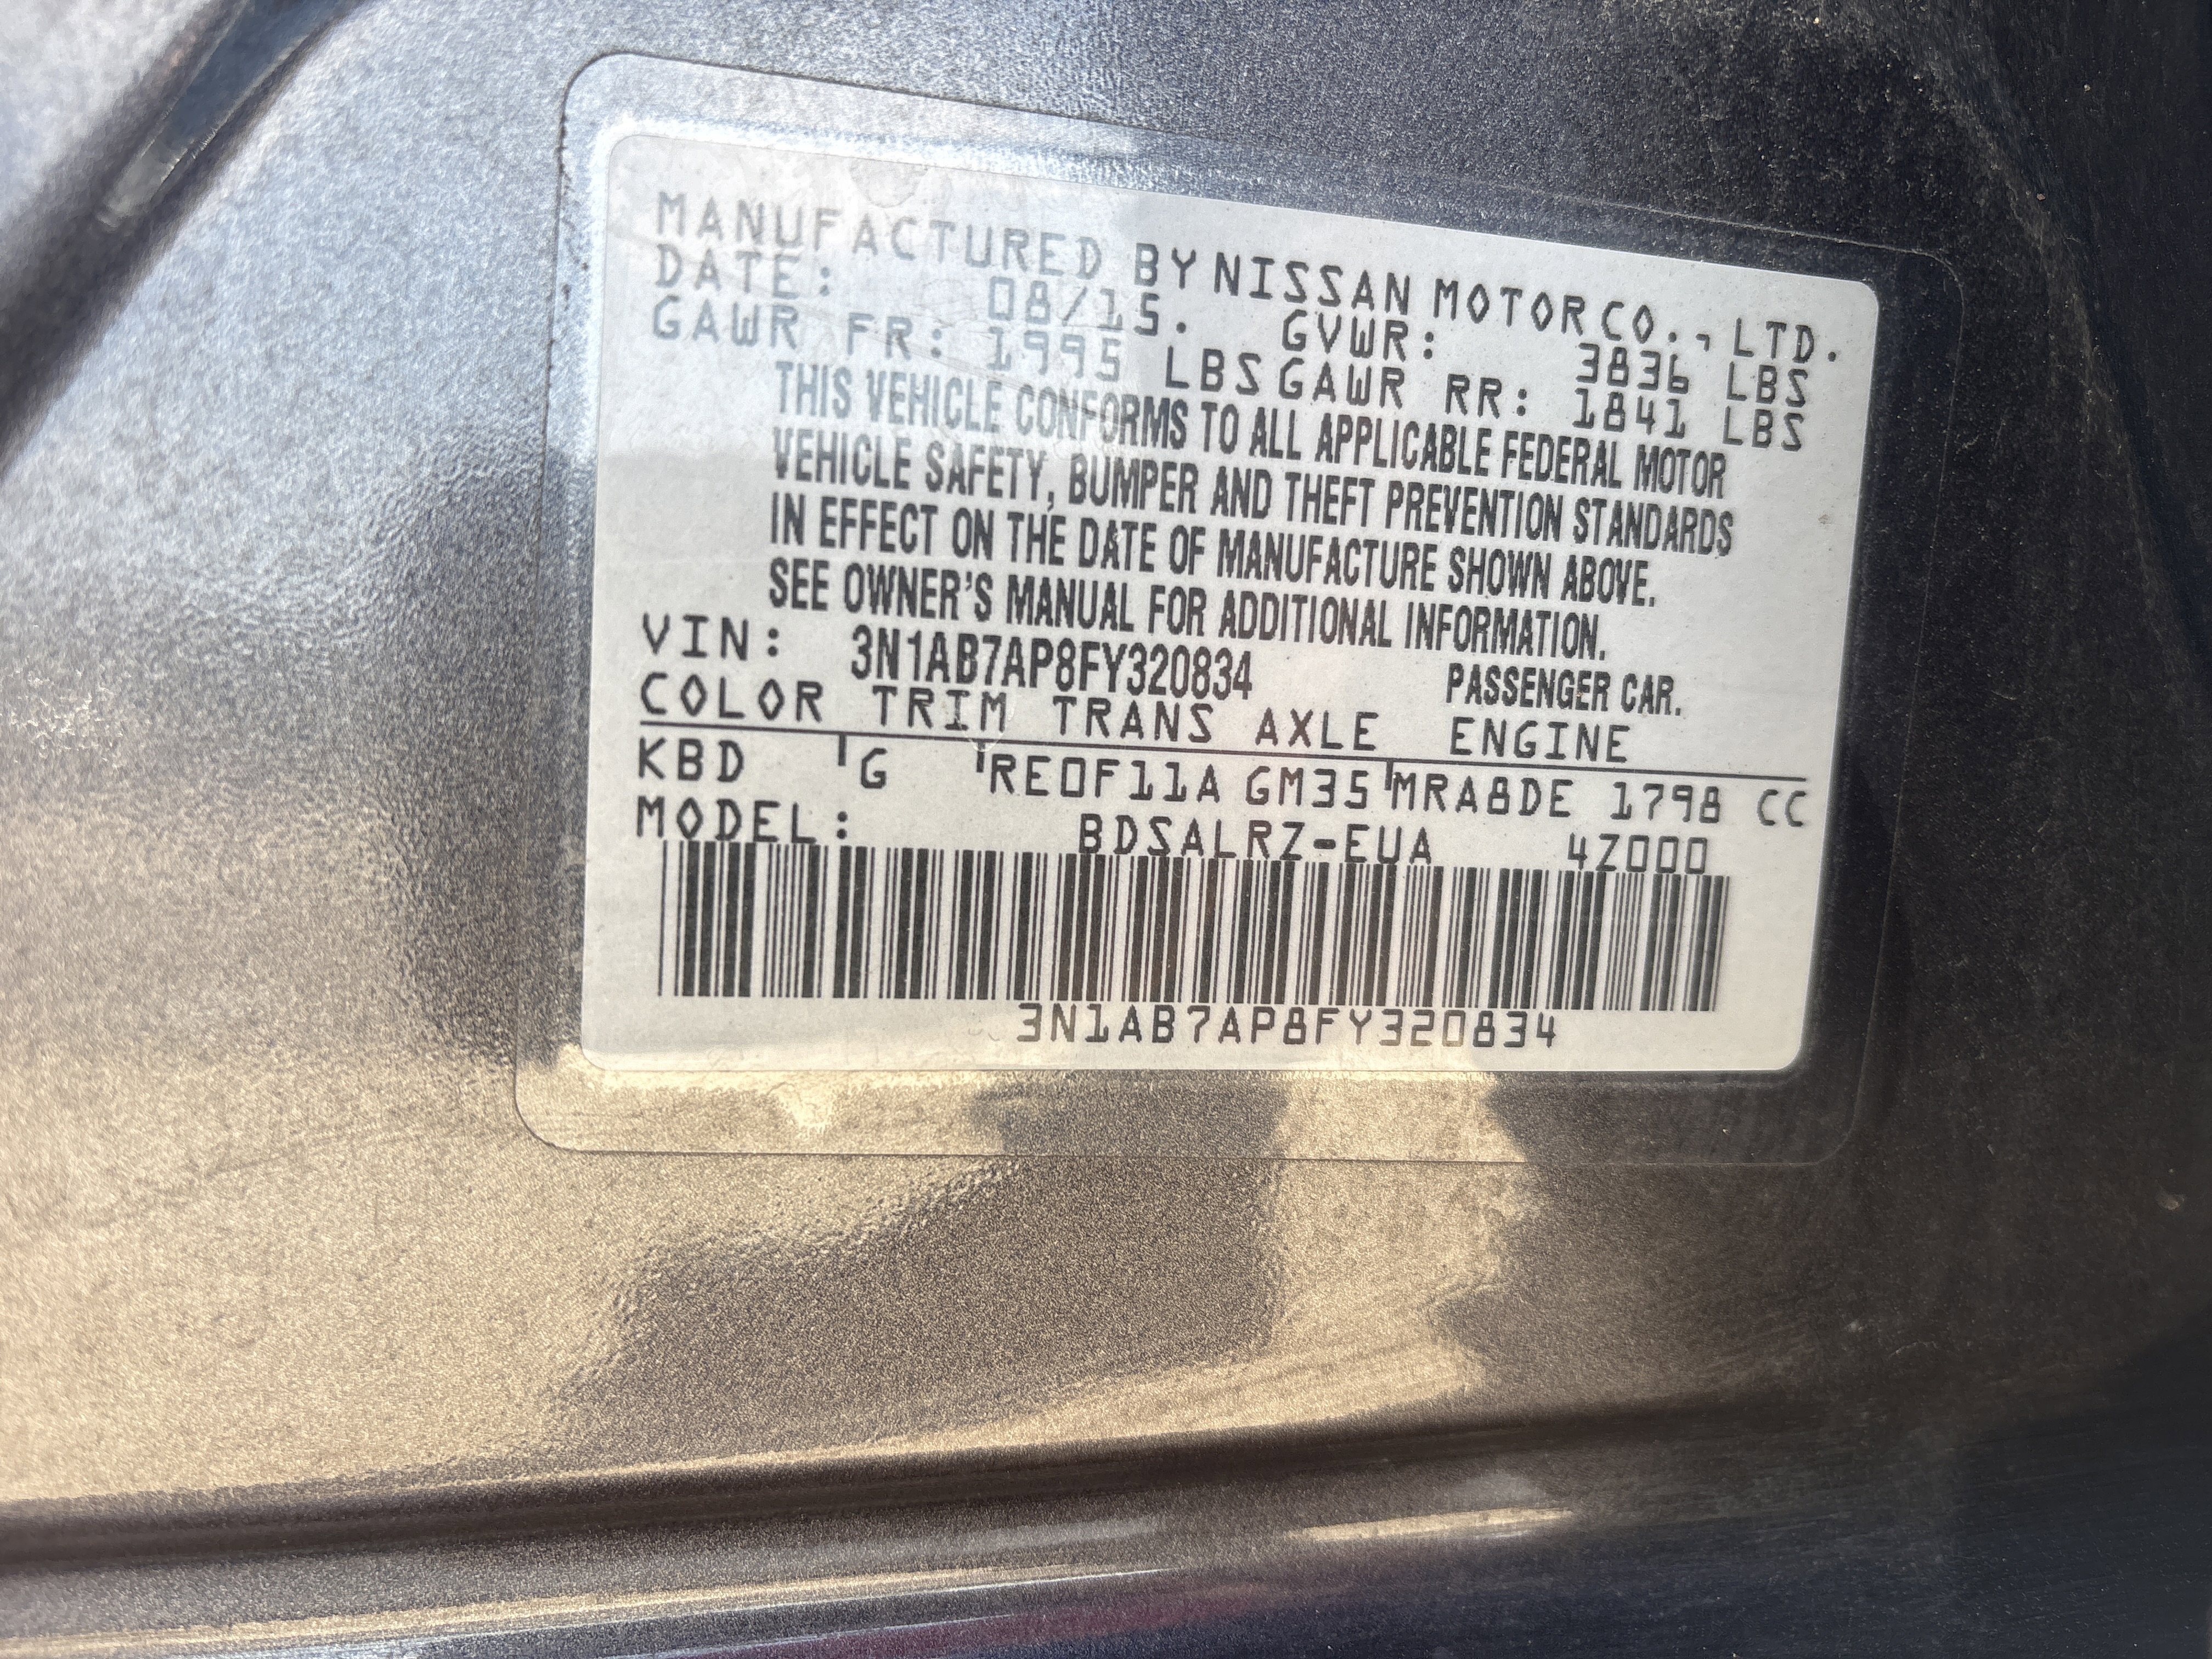 MANUFACTURED BY NISSAN MOTOR CO., LTD.
DATE: 08/15. GVWR: 3836 LBS
GAWR FR: 1995 LBS GAWR RR: 1841 LBS
THIS VEHICLE CONFORMS TO ALL APPLICABLE FEDERAL MOTOR
VEHICLE SAFETY, BUMPER AND THEFT PREVENTION STANDARDS
IN EFFECT ON THE DATE OF MANUFACTURE SHOWN ABOVE.
SEE OWNER'S MANUAL FOR ADDITIONAL INFORMATION.
VIN: 3N1AB7AP8FY320834 PASSENGER CAR.
COLOR TRIM TRANS AXLE ENGINE
KBD G RE0F11A GM35 MRA8DE 1798 CC
MODEL: BDSALRZ-EUA 4Z000
3N1AB7AP8FY320834